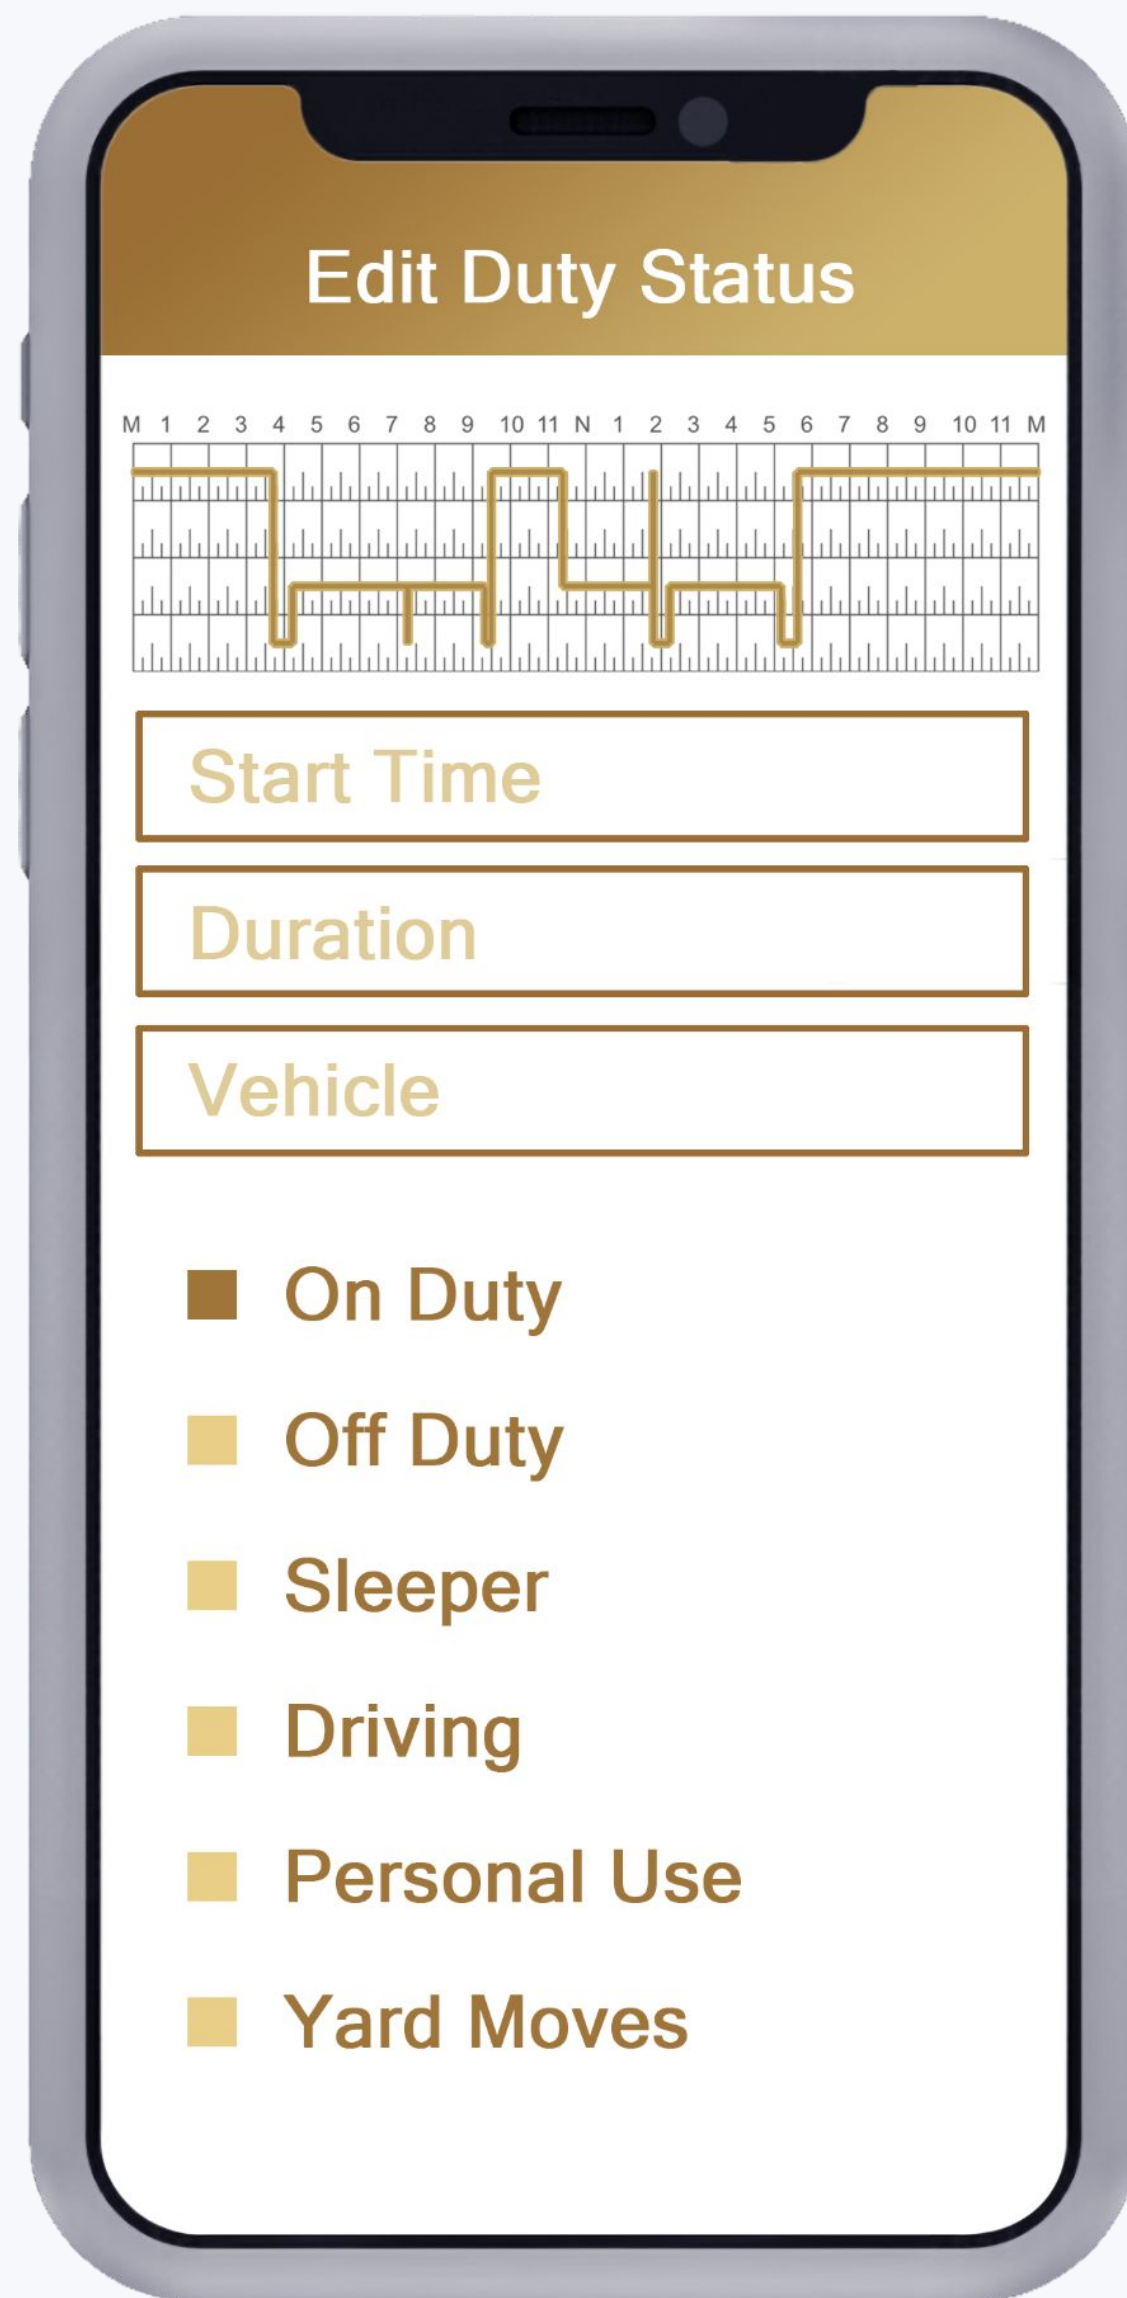 Edit Duty Status
M 1 2 3 4 5 6 7 8 9 10 11 N 1 2 3 4 5 6 7 8 9 10 11 M
Start Time
Duration
Vehicle
On Duty
Off Duty
Sleeper
Driving
Personal Use
Yard Moves